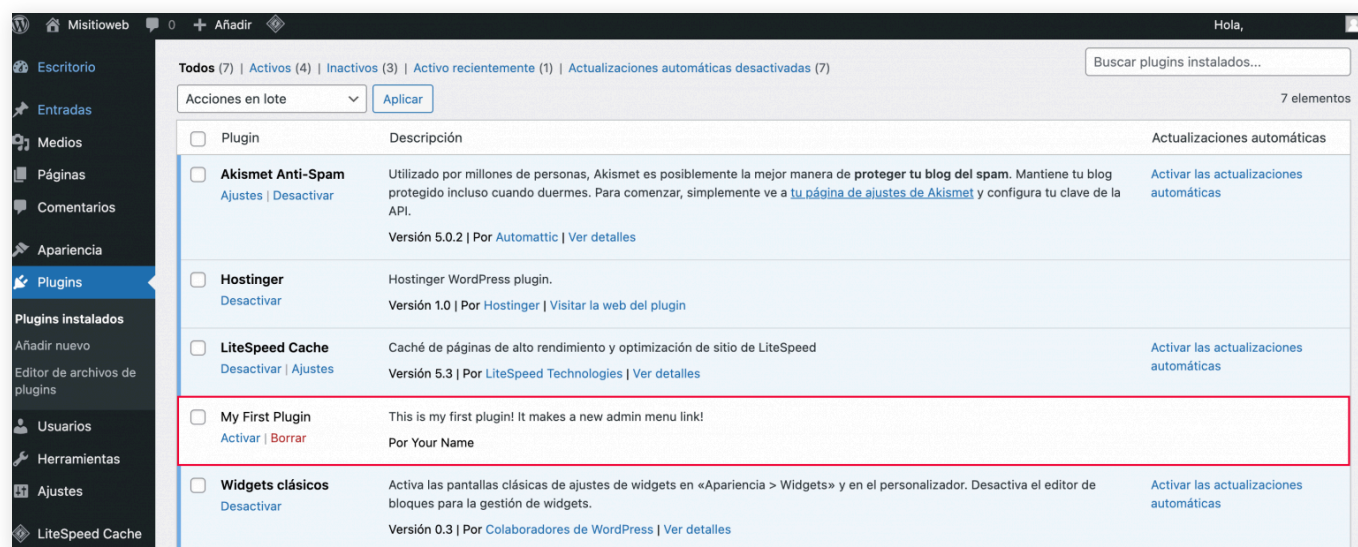 Misitioweb 0 + Añadir Hola,
Escritorio
Entradas
Medios
Páginas
Comentarios
Apariencia
Plugins
Plugins instalados
Añadir nuevo
Editor de archivos de
plugins
Usuarios
Herramientas
Ajustes
LiteSpeed Cache
Todos (7) | Activos (4) | Inactivos (3) | Activo recientemente (1) | Actualizaciones automáticas desactivadas (7)
Buscar plugins instalados...
Acciones en lote Aplicar 7 elementos
Plugin Descripción Actualizaciones automáticas
Akismet Anti-Spam
Ajustes | Desactivar
Utilizado por millones de personas, Akismet es posiblemente la mejor manera de proteger tu blog del spam. Mantiene tu blog
protegido incluso cuando duermes. Para comenzar, simplemente ve a tu página de ajustes de Akismet y configura tu clave de la
API.
Versión 5.0.2 | Por Automattic | Ver detalles
Activar las actualizaciones
automáticas
Hostinger
Desactivar
Hostinger WordPress plugin.
Versión 1.0 | Por Hostinger | Visitar la web del plugin
LiteSpeed Cache
Desactivar | Ajustes
Caché de páginas de alto rendimiento y optimización de sitio de LiteSpeed
Versión 5.3 | Por LiteSpeed Technologies | Ver detalles
Activar las actualizaciones
automáticas
My First Plugin
Activar | Borrar
This is my first plugin! It makes a new admin menu link!
Por Your Name
Widgets clásicos
Desactivar
Activa las pantallas clásicas de ajustes de widgets en «Apariencia > Widgets» y en el personalizador. Desactiva el editor de
bloques para la gestión de widgets.
Versión 0.3 | Por Colaboradores de WordPress | Ver detalles
Activar las actualizaciones
automáticas